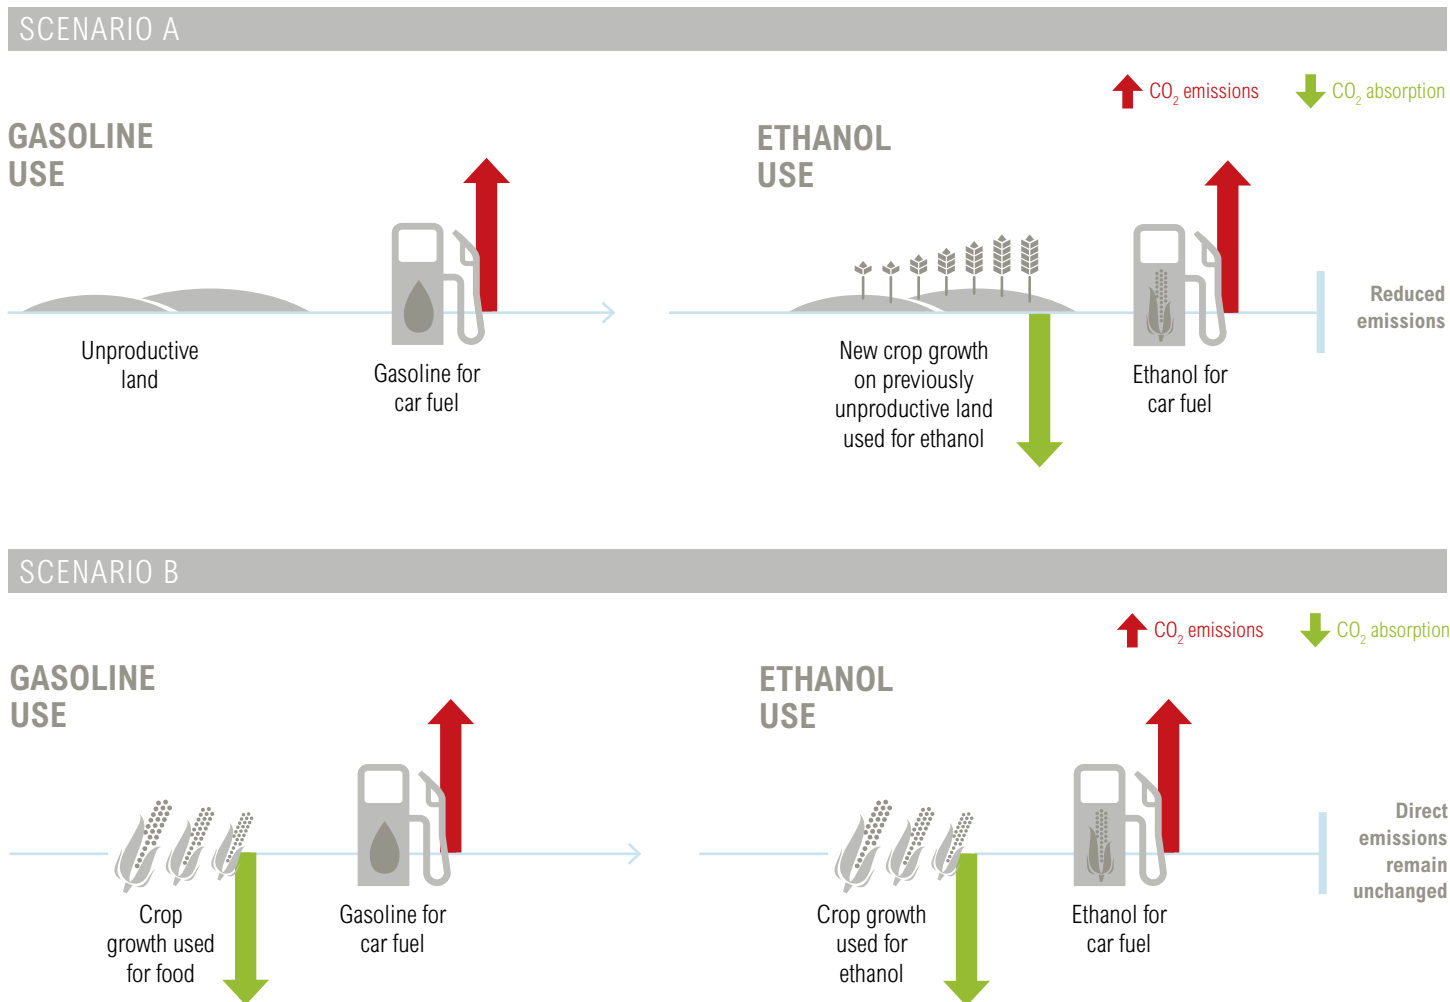 SCENARIO A
CO₂ emissions
CO₂ absorption
GASOLINE
USE
ETHANOL
USE
Unproductive
land
Gasoline for
car fuel
New crop growth
on previously
unproductive land
used for ethanol
Ethanol for
car fuel
Reduced
emissions
SCENARIO B
CO₂ emissions
CO₂ absorption
GASOLINE
USE
ETHANOL
USE
Crop
growth used
for food
Gasoline for
car fuel
Crop growth
used for
ethanol
Ethanol for
car fuel
Direct
emissions
remain
unchanged